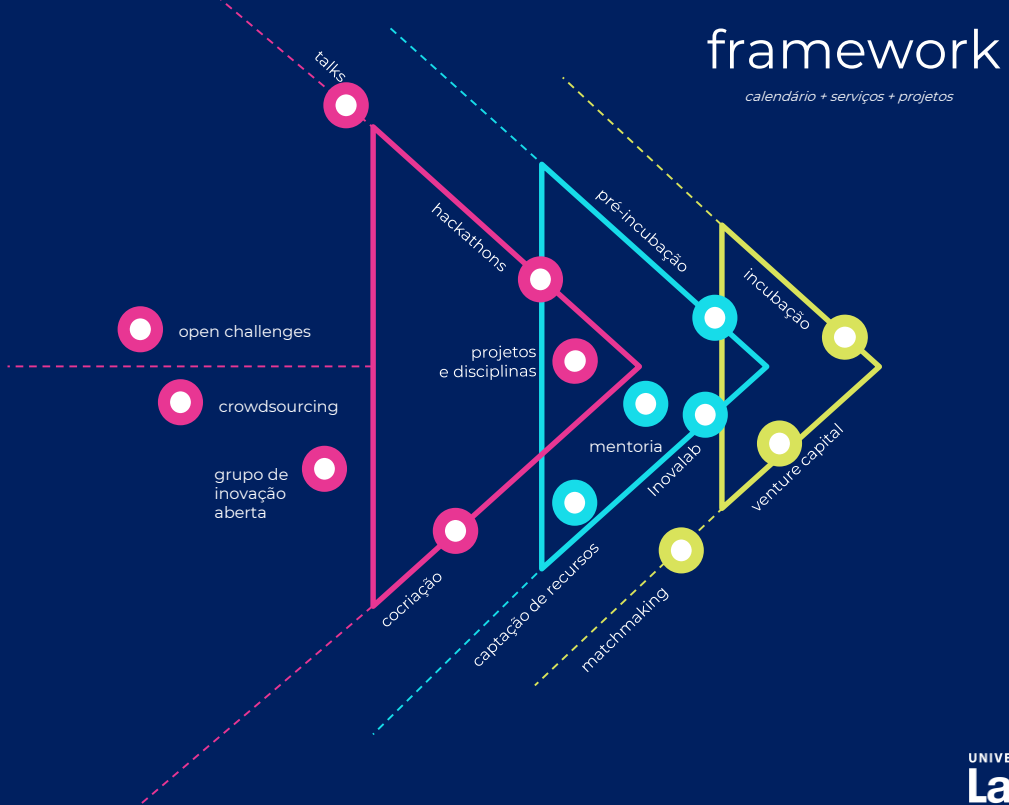 framework
calendário + serviços + projetos
talks
hackathons
pré-incubação
incubação
open challenges
projetos
e disciplinas
crowdsourcing
mentoria
Inovalab
venture capital
grupo de
inovação
aberta
cocriação
captação de recursos
matchmaking
UNIVE
La